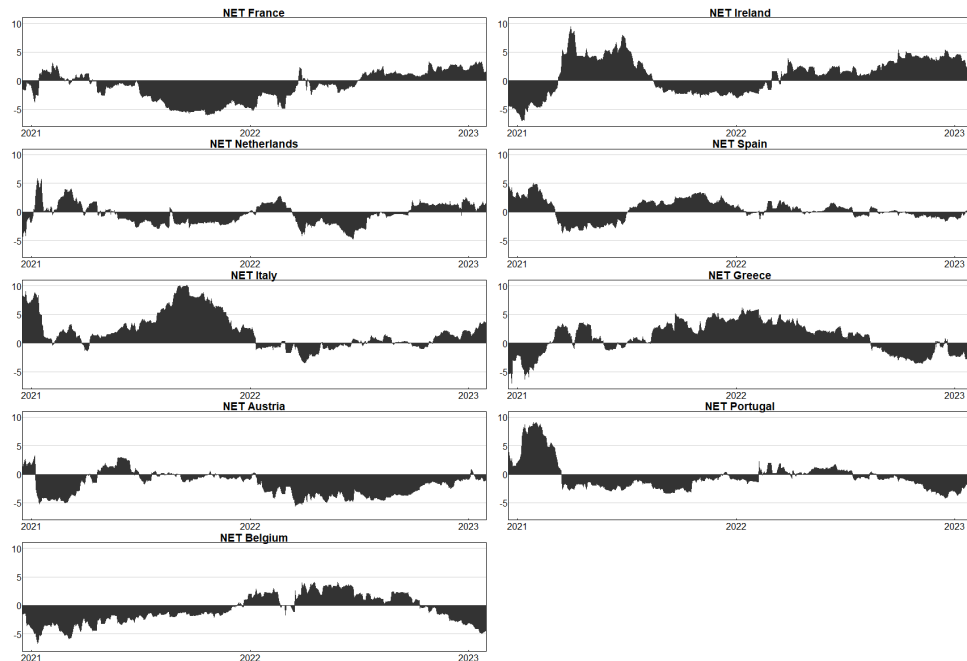 NET France
10
5
0
-5
2021 2022 2023
NET Ireland
10
5
0
-5
2021 2022 2023
NET Netherlands
10
5
0
-5
2021 2022 2023
NET Spain
10
5
0
-5
2021 2022 2023
NET Italy
10
5
0
-5
2021 2022 2023
NET Greece
10
5
0
-5
2021 2022 2023
NET Austria
10
5
0
-5
2021 2022 2023
NET Portugal
10
5
0
-5
2021 2022 2023
NET Belgium
10
5
0
-5
2021 2022 2023